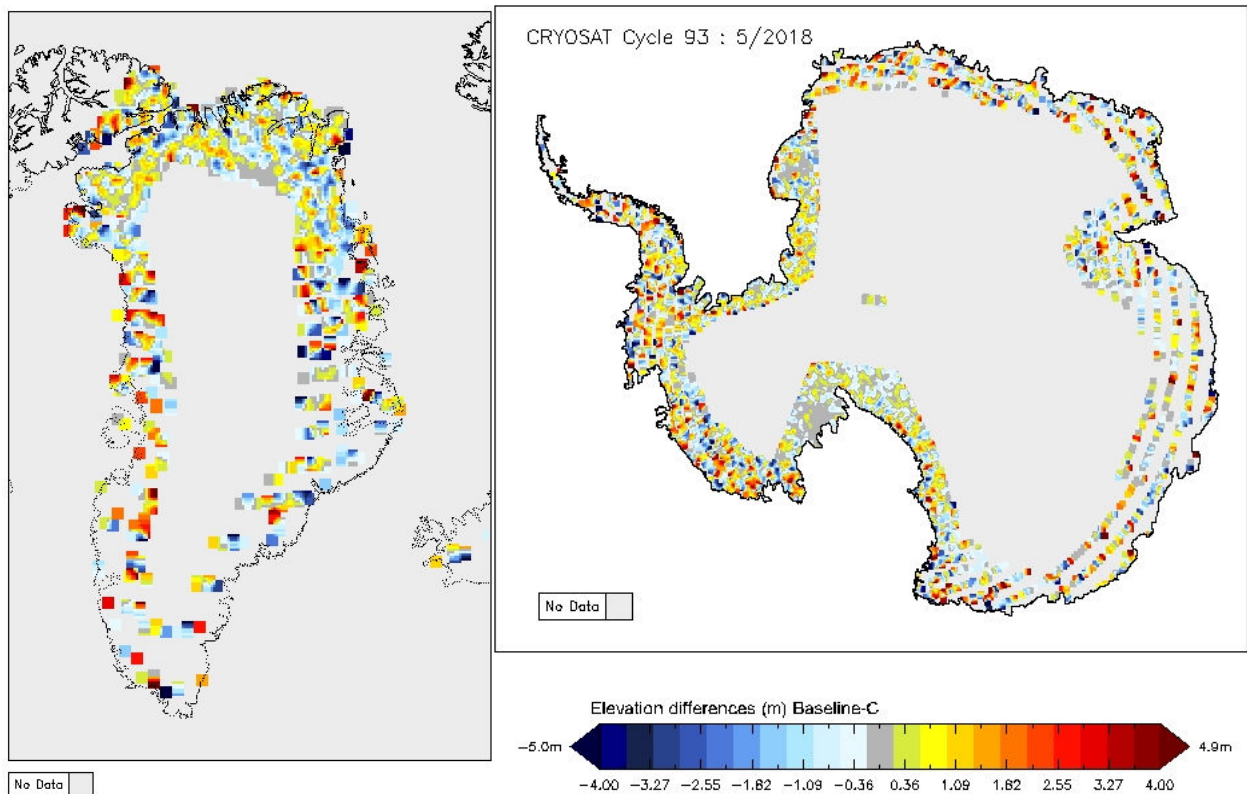 CRYOSAT Cycle 93 : 5/2018
No Data
No Data
Elevation differences (m) Baseline-C
-5.0m
4.9m
-4.00 -3.27 -2.55 -1.82 -1.09 -0.36 0.36 1.09 1.82 2.55 3.27 4.00